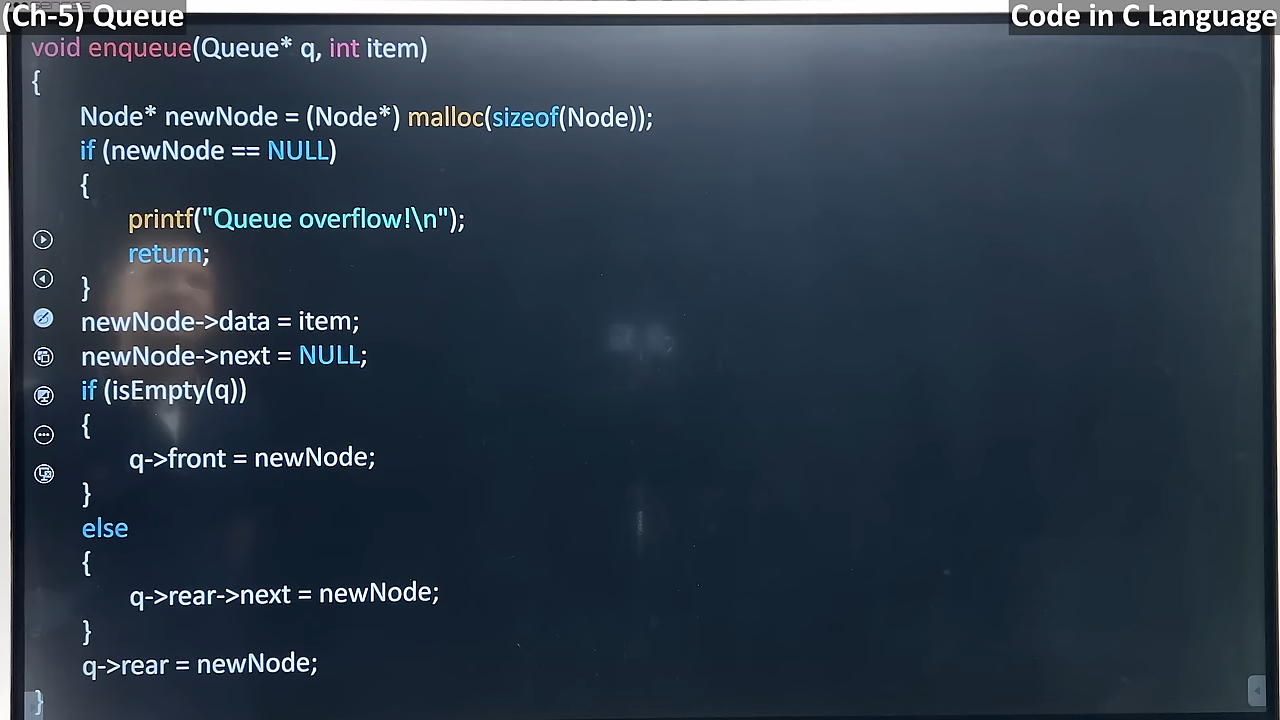 (Ch-5) Queue
Code in C Language
void enqueue(Queue* q, int item)
{
Node* newNode = (Node*) malloc(sizeof(Node));
if (newNode == NULL)
{
printf("Queue overflow!\n");
return;
}
newNode->data = item;
newNode->next = NULL;
if (isEmpty(q))
{
q->front = newNode;
}
else
{
q->rear->next = newNode;
}
q->rear = newNode;
}